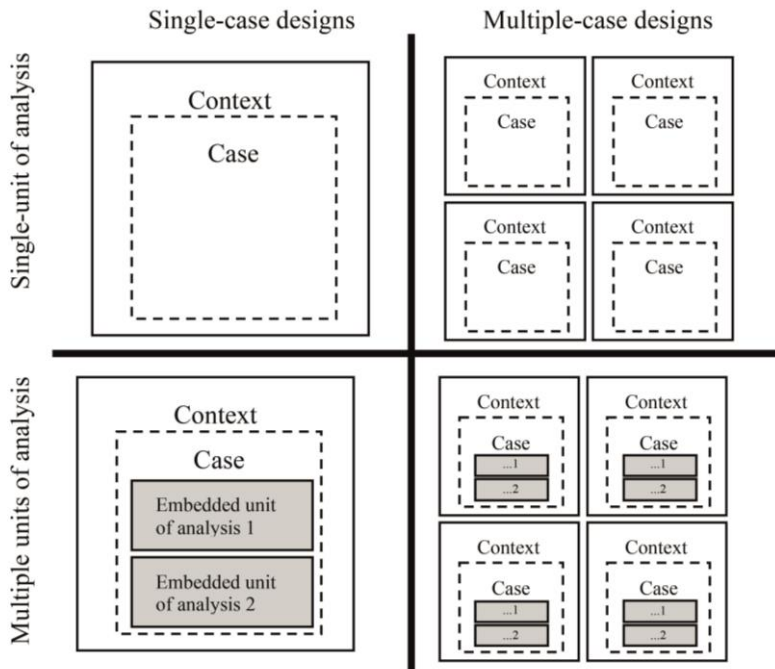 Single-case designs
Multiple-case designs
Single-unit of analysis
Context
Case
Context
Case
Context
Case
Context
Case
Context
Case
Multiple units of analysis
Context
Case
Embedded unit
of analysis 1
Embedded unit
of analysis 2
Context
Case
...1
...2
Context
Case
...1
...2
Context
Case
...1
...2
Context
Case
...1
...2